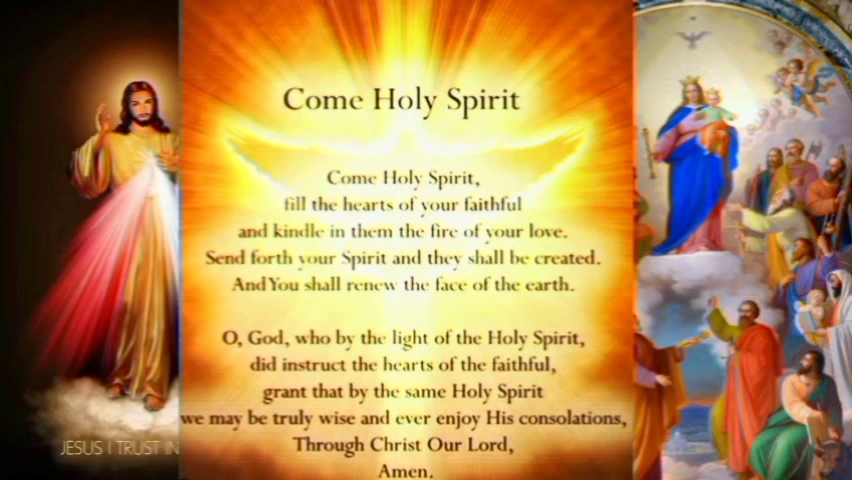 Come Holy Spirit
Come Holy Spirit,
fill the hearts of your faithful
and kindle in them the fire of your love.
Send forth your Spirit and they shall be created.
And You shall renew the face of the earth.
O, God, who by the light of the Holy Spirit,
did instruct the hearts of the faithful,
grant that by the same Holy Spirit
we may be truly wise and ever enjoy His consolations,
Through Christ Our Lord,
Amen.
JESUS I TRUST IN